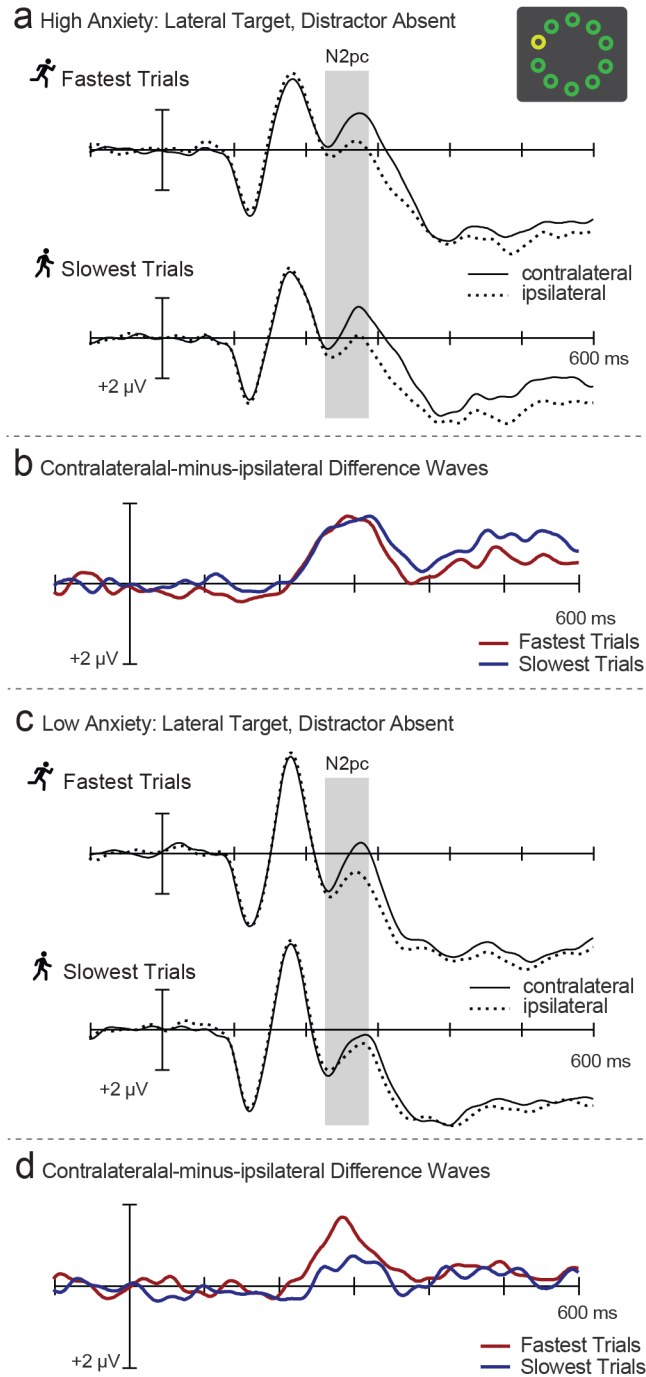 a High Anxiety: Lateral Target, Distractor Absent
N2pc
Fastest Trials
Slowest Trials
contralateral
ipsilateral
600 ms
+2 µV
b Contralateralal-minus-ipsilateral Difference Waves
600 ms
+2 µV
Fastest Trials
Slowest Trials
c Low Anxiety: Lateral Target, Distractor Absent
N2pc
Fastest Trials
Slowest Trials
contralateral
ipsilateral
600 ms
+2 µV
d Contralateralal-minus-ipsilateral Difference Waves
600 ms
Fastest Trials
+2 µV
Slowest Trials